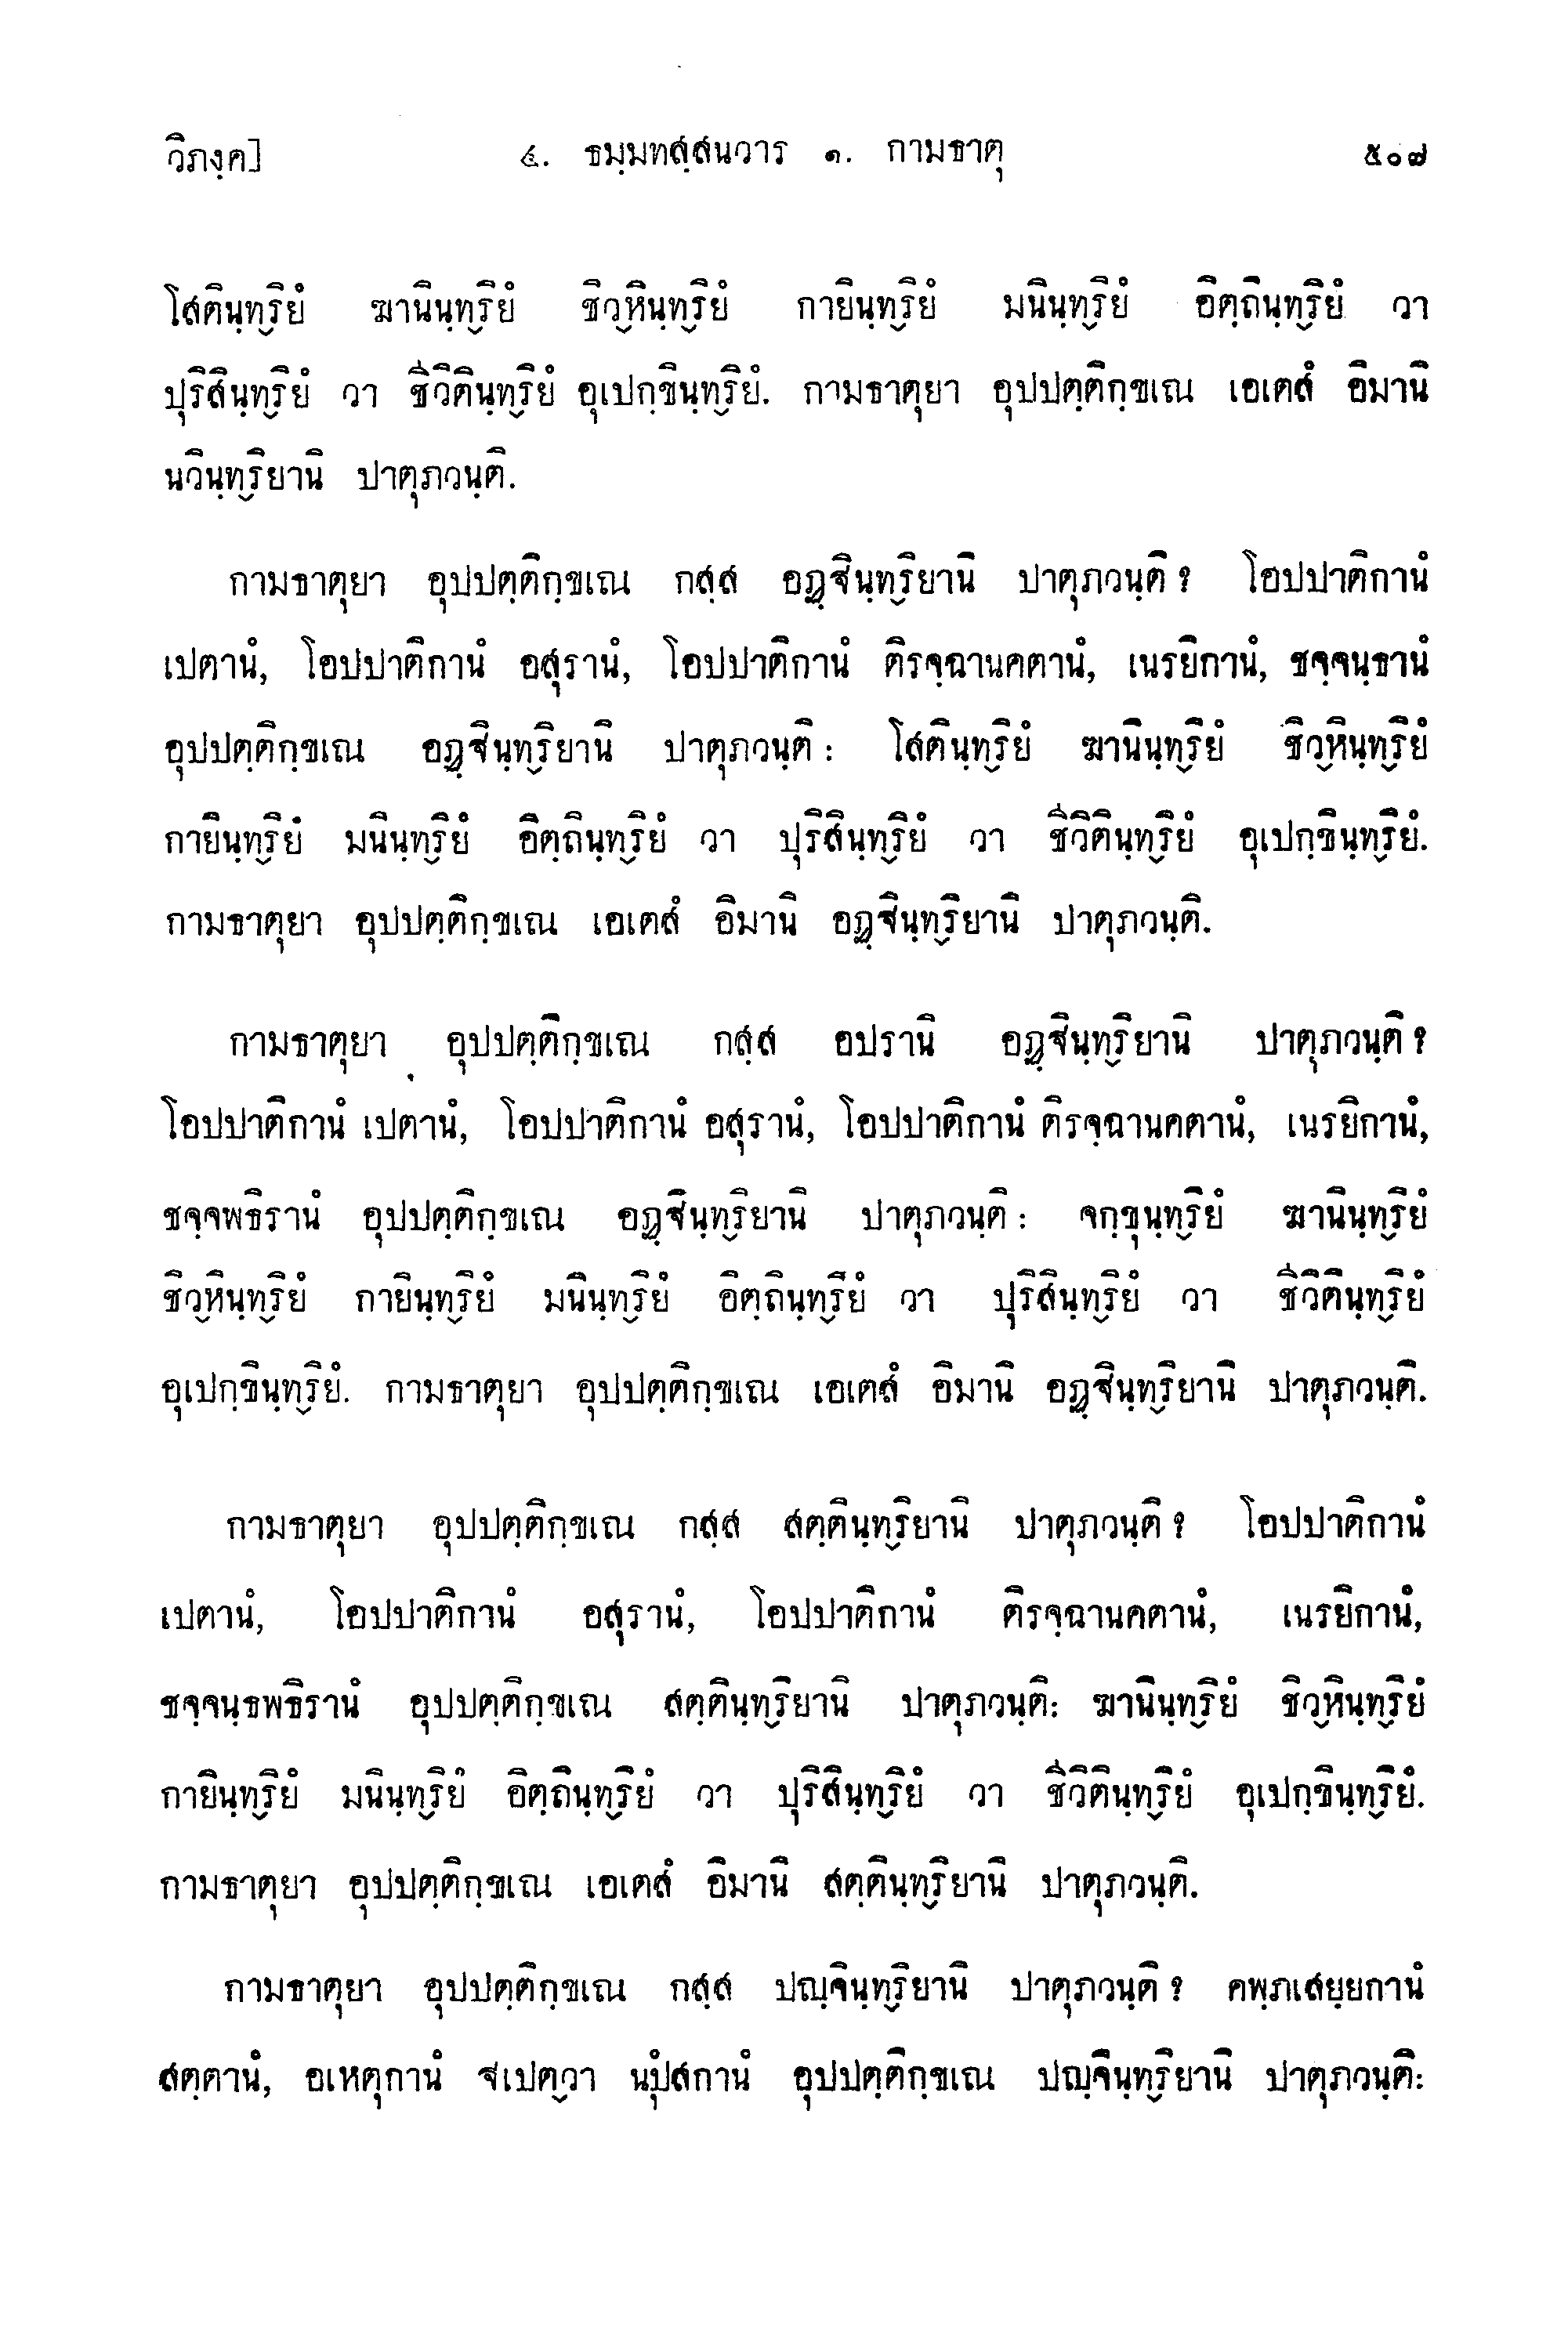 วิภงฺค]    ๔. ธมฺมทสฺสนวาร ๑. กามธาตุ    ๕๐๗
โสตินฺท๎ริยํ ฆานินฺท๎ริยํ ชิว๎หินฺท๎ริยํ กายินฺท๎ริยํ มนินฺท๎ริยํ อิตฺถินฺท๎ริยํ วา
ปุริสินฺท๎ริยํ วา ชีวิตินฺท๎ริยํ อุเปกฺขินฺท๎ริยํ. กามธาตุยา อุปปตฺติกฺขเณ เอเตสํ อิมานิ
นวินฺท๎ริยานิ ปาตุภวนฺติ.
กามธาตุยา อุปปตฺติกฺขเณ กสฺส อฏฺฐินฺท๎ริยานิ ปาตุภวนฺติ ? โอปปาติกานํ
เปตานํ, โอปปาติกานํ อสุรานํ, โอปปาติกานํ ติรจฺฉานคตานํ, เนรยิกานํ, ชจฺจนฺธานํ
อุปปตฺติกฺขเณ อฏฺฐินฺท๎ริยานิ ปาตุภวนฺติ : โสตินฺท๎ริยํ ฆานินฺท๎ริยํ ชิว๎หินฺท๎ริยํ
กายินฺท๎ริยํ มนินฺท๎ริยํ อิตฺถินฺท๎ริยํ วา ปุริสินฺท๎ริยํ วา ชีวิตินฺท๎ริยํ อุเปกฺขินฺท๎ริยํ.
กามธาตุยา อุปปตฺติกฺขเณ เอเตสํ อิมานิ อฏฺฐินฺท๎ริยานิ ปาตุภวนฺติ.
กามธาตุยา อุปปตฺติกฺขเณ กสฺส อปรานิ อฏฺฐินฺท๎ริยานิ ปาตุภวนฺติ ?
โอปปาติกานํ เปตานํ, โอปปาติกานํ อสุรานํ, โอปปาติกานํ ติรจฺฉานคตานํ, เนรยิกานํ,
ชจฺจพธิรานํ อุปปตฺติกฺขเณ อฏฺฐินฺท๎ริยานิ ปาตุภวนฺติ : จกฺขุนฺท๎ริยํ ฆานินฺท๎ริยํ
ชิว๎หินฺท๎ริยํ กายินฺท๎ริยํ มนินฺท๎ริยํ อิตฺถินฺท๎ริยํ วา ปุริสินฺท๎ริยํ วา ชีวิตินฺท๎ริยํ
อุเปกฺขินฺท๎ริยํ. กามธาตุยา อุปปตฺติกฺขเณ เอเตสํ อิมานิ อฏฺฐินฺท๎ริยานิ ปาตุภวนฺติ.
กามธาตุยา อุปปตฺติกฺขเณ กสฺส สตฺตินฺท๎ริยานิ ปาตุภวนฺติ ? โอปปาติกานํ
เปตานํ, โอปปาติกานํ อสุรานํ, โอปปาติกานํ ติรจฺฉานคตานํ, เนรยิกานํ,
ชจฺจนฺธพธิรานํ อุปปตฺติกฺขเณ สตฺตินฺท๎ริยานิ ปาตุภวนฺติ: ฆานินฺท๎ริยํ ชิว๎หินฺท๎ริยํ
กายินฺท๎ริยํ มนินฺท๎ริยํ อิตฺถินฺท๎ริยํ วา ปุริสินฺท๎ริยํ วา ชีวิตินฺท๎ริยํ อุเปกฺขินฺท๎ริยํ.
กามธาตุยา อุปปตฺติกฺขเณ เอเตสํ อิมานิ สตฺตินฺท๎ริยานิ ปาตุภวนฺติ.
กามธาตุยา อุปปตฺติกฺขเณ กสฺส ปญฺจินฺท๎ริยานิ ปาตุภวนฺติ ? คพฺภเสยฺยกานํ
สตฺตานํ, อเหตุกานํ ฐเปต๎วา นปุํสกานํ อุปปตฺติกฺขเณ ปญฺจินฺท๎ริยานิ ปาตุภวนฺติ: